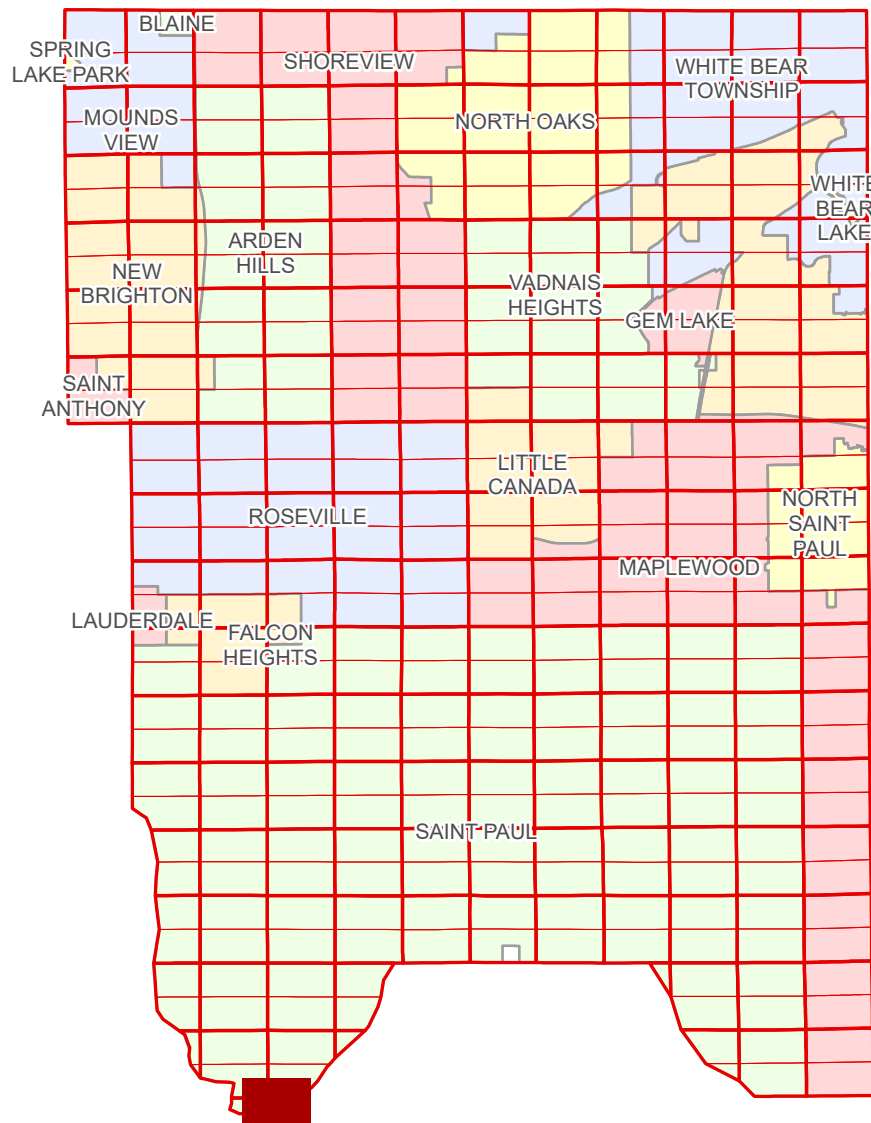 BLAINE
SPRING
LAKE PARK
SHOREVIEW
WHITE BEAR
TOWNSHIP
MOUNDS
VIEW
NORTH OAKS
WHITE
BEAR
LAKE
ARDEN
HILLS
NEW
BRIGHTON
VADNAIS
HEIGHTS
GEM LAKE
SAINT
ANTHONY
LITTLE
CANADA
ROSEVILLE
NORTH
SAINT
PAUL
MAPLEWOOD
LAUDERDALE
FALCON
HEIGHTS
SAINT PAUL